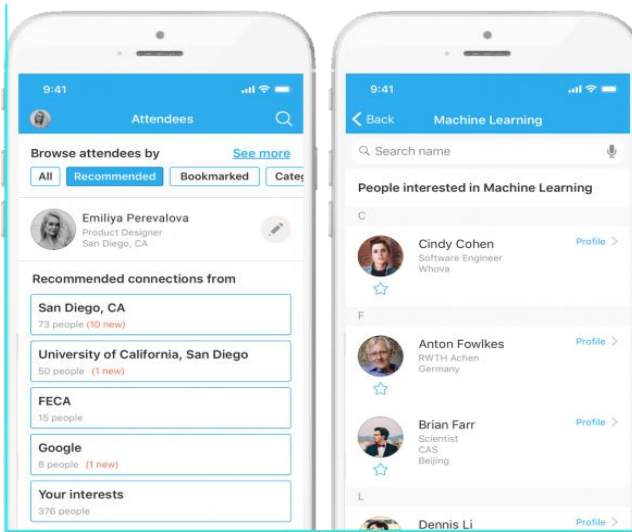 9:41
Attendees
Browse attendees by See more
All Recommended Bookmarked Categ
Emiliya Perevalova
Product Designer
San Diego, CA
Recommended connections from
San Diego, CA
73 people (10 new)
University of California, San Diego
50 people (1 new)
FECA
15 people
Google
8 people (1 new)
Your interests
376 people
9:41
Back Machine Learning
Search name
People interested in Machine Learning
C
Cindy Cohen Profile
Software Engineer
Whova
F
Anton Fowlkes Profile
RWTH Achen
Germany
Brian Farr Profile
Scientist
CAS
Beijing
L
Dennis Li Profile